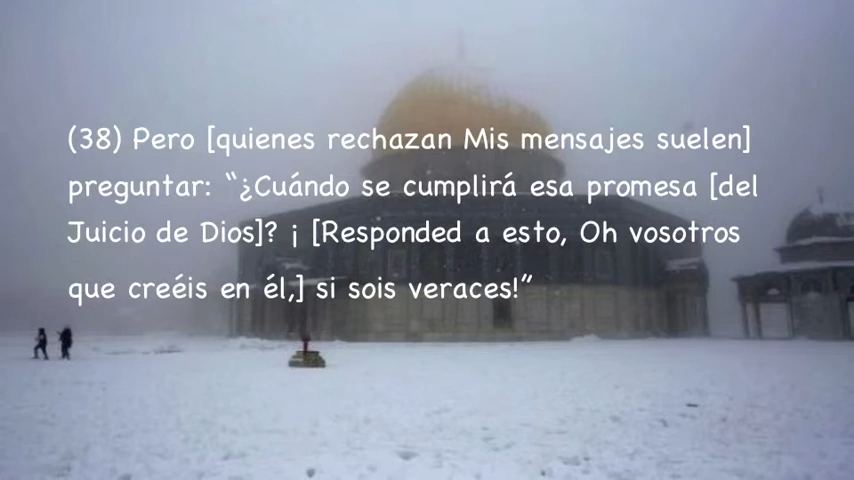 (38) Pero [quienes rechazan Mis mensajes suelen]
preguntar: “¿Cuándo se cumplirá esa promesa [del
Juicio de Dios]? ¡ [Responded a esto, Oh vosotros
que creéis en él,] si sois veraces!”